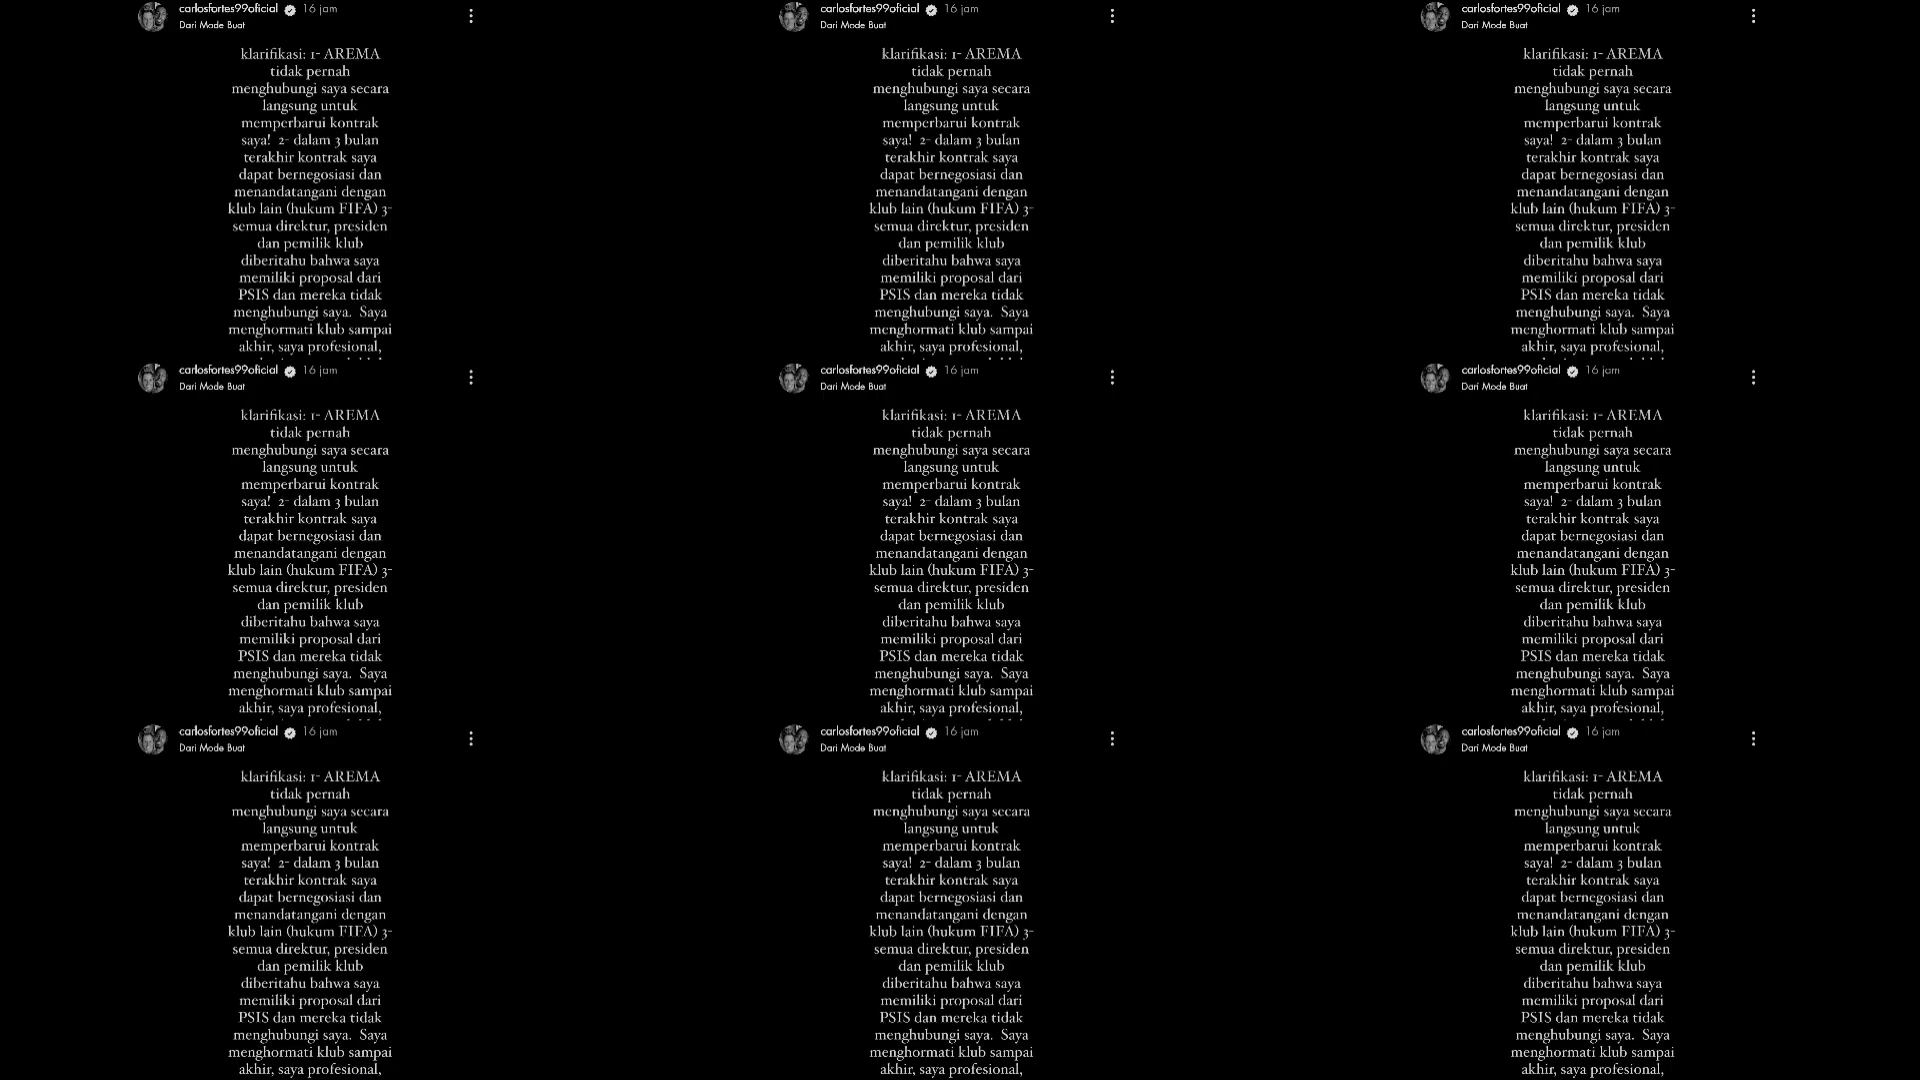 carlosfortes99oficial 16 jam
Dari Mode Buat
klarifikasi: 1- AREMA
tidak pernah
menghubungi saya secara
langsung untuk
memperbarui kontrak
saya! 2- dalam 3 bulan
terakhir kontrak saya
dapat bernegosiasi dan
menandatangani dengan
klub lain (hukum FIFA) 3-
semua direktur, presiden
dan pemilik klub
diberitahu bahwa saya
memiliki proposal dari
PSIS dan mereka tidak
menghubungi saya. Saya
menghormati klub sampai
akhir, saya profesional,
carlosfortes99oficial 16 jam
Dari Mode Buat
klarifikasi: 1- AREMA
tidak pernah
menghubungi saya secara
langsung untuk
memperbarui kontrak
saya! 2- dalam 3 bulan
terakhir kontrak saya
dapat bernegosiasi dan
menandatangani dengan
klub lain (hukum FIFA) 3-
semua direktur, presiden
dan pemilik klub
diberitahu bahwa saya
memiliki proposal dari
PSIS dan mereka tidak
menghubungi saya. Saya
menghormati klub sampai
akhir, saya profesional,
carlosfortes99oficial 16 jam
Dari Mode Buat
klarifikasi: 1- AREMA
tidak pernah
menghubungi saya secara
langsung untuk
memperbarui kontrak
saya! 2- dalam 3 bulan
terakhir kontrak saya
dapat bernegosiasi dan
menandatangani dengan
klub lain (hukum FIFA) 3-
semua direktur, presiden
dan pemilik klub
diberitahu bahwa saya
memiliki proposal dari
PSIS dan mereka tidak
menghubungi saya. Saya
menghormati klub sampai
akhir, saya profesional,
carlosfortes99oficial 16 jam
Dari Mode Buat
klarifikasi: 1- AREMA
tidak pernah
menghubungi saya secara
langsung untuk
memperbarui kontrak
saya! 2- dalam 3 bulan
terakhir kontrak saya
dapat bernegosiasi dan
menandatangani dengan
klub lain (hukum FIFA) 3-
semua direktur, presiden
dan pemilik klub
diberitahu bahwa saya
memiliki proposal dari
PSIS dan mereka tidak
menghubungi saya. Saya
menghormati klub sampai
akhir, saya profesional,
carlosfortes99oficial 16 jam
Dari Mode Buat
klarifikasi: 1- AREMA
tidak pernah
menghubungi saya secara
langsung untuk
memperbarui kontrak
saya! 2- dalam 3 bulan
terakhir kontrak saya
dapat bernegosiasi dan
menandatangani dengan
klub lain (hukum FIFA) 3-
semua direktur, presiden
dan pemilik klub
diberitahu bahwa saya
memiliki proposal dari
PSIS dan mereka tidak
menghubungi saya. Saya
menghormati klub sampai
akhir, saya profesional,
carlosfortes99oficial 16 jam
Dari Mode Buat
klarifikasi: 1- AREMA
tidak pernah
menghubungi saya secara
langsung untuk
memperbarui kontrak
saya! 2- dalam 3 bulan
terakhir kontrak saya
dapat bernegosiasi dan
menandatangani dengan
klub lain (hukum FIFA) 3-
semua direktur, presiden
dan pemilik klub
diberitahu bahwa saya
memiliki proposal dari
PSIS dan mereka tidak
menghubungi saya. Saya
menghormati klub sampai
akhir, saya profesional,
carlosfortes99oficial 16 jam
Dari Mode Buat
klarifikasi: 1- AREMA
tidak pernah
menghubungi saya secara
langsung untuk
memperbarui kontrak
saya! 2- dalam 3 bulan
terakhir kontrak saya
dapat bernegosiasi dan
menandatangani dengan
klub lain (hukum FIFA) 3-
semua direktur, presiden
dan pemilik klub
diberitahu bahwa saya
memiliki proposal dari
PSIS dan mereka tidak
menghubungi saya. Saya
menghormati klub sampai
akhir, saya profesional,
carlosfortes99oficial 16 jam
Dari Mode Buat
klarifikasi: 1- AREMA
tidak pernah
menghubungi saya secara
langsung untuk
memperbarui kontrak
saya! 2- dalam 3 bulan
terakhir kontrak saya
dapat bernegosiasi dan
menandatangani dengan
klub lain (hukum FIFA) 3-
semua direktur, presiden
dan pemilik klub
diberitahu bahwa saya
memiliki proposal dari
PSIS dan mereka tidak
menghubungi saya. Saya
menghormati klub sampai
akhir, saya profesional,
carlosfortes99oficial 16 jam
Dari Mode Buat
klarifikasi: 1- AREMA
tidak pernah
menghubungi saya secara
langsung untuk
memperbarui kontrak
saya! 2- dalam 3 bulan
terakhir kontrak saya
dapat bernegosiasi dan
menandatangani dengan
klub lain (hukum FIFA) 3-
semua direktur, presiden
dan pemilik klub
diberitahu bahwa saya
memiliki proposal dari
PSIS dan mereka tidak
menghubungi saya. Saya
menghormati klub sampai
akhir, saya profesional,